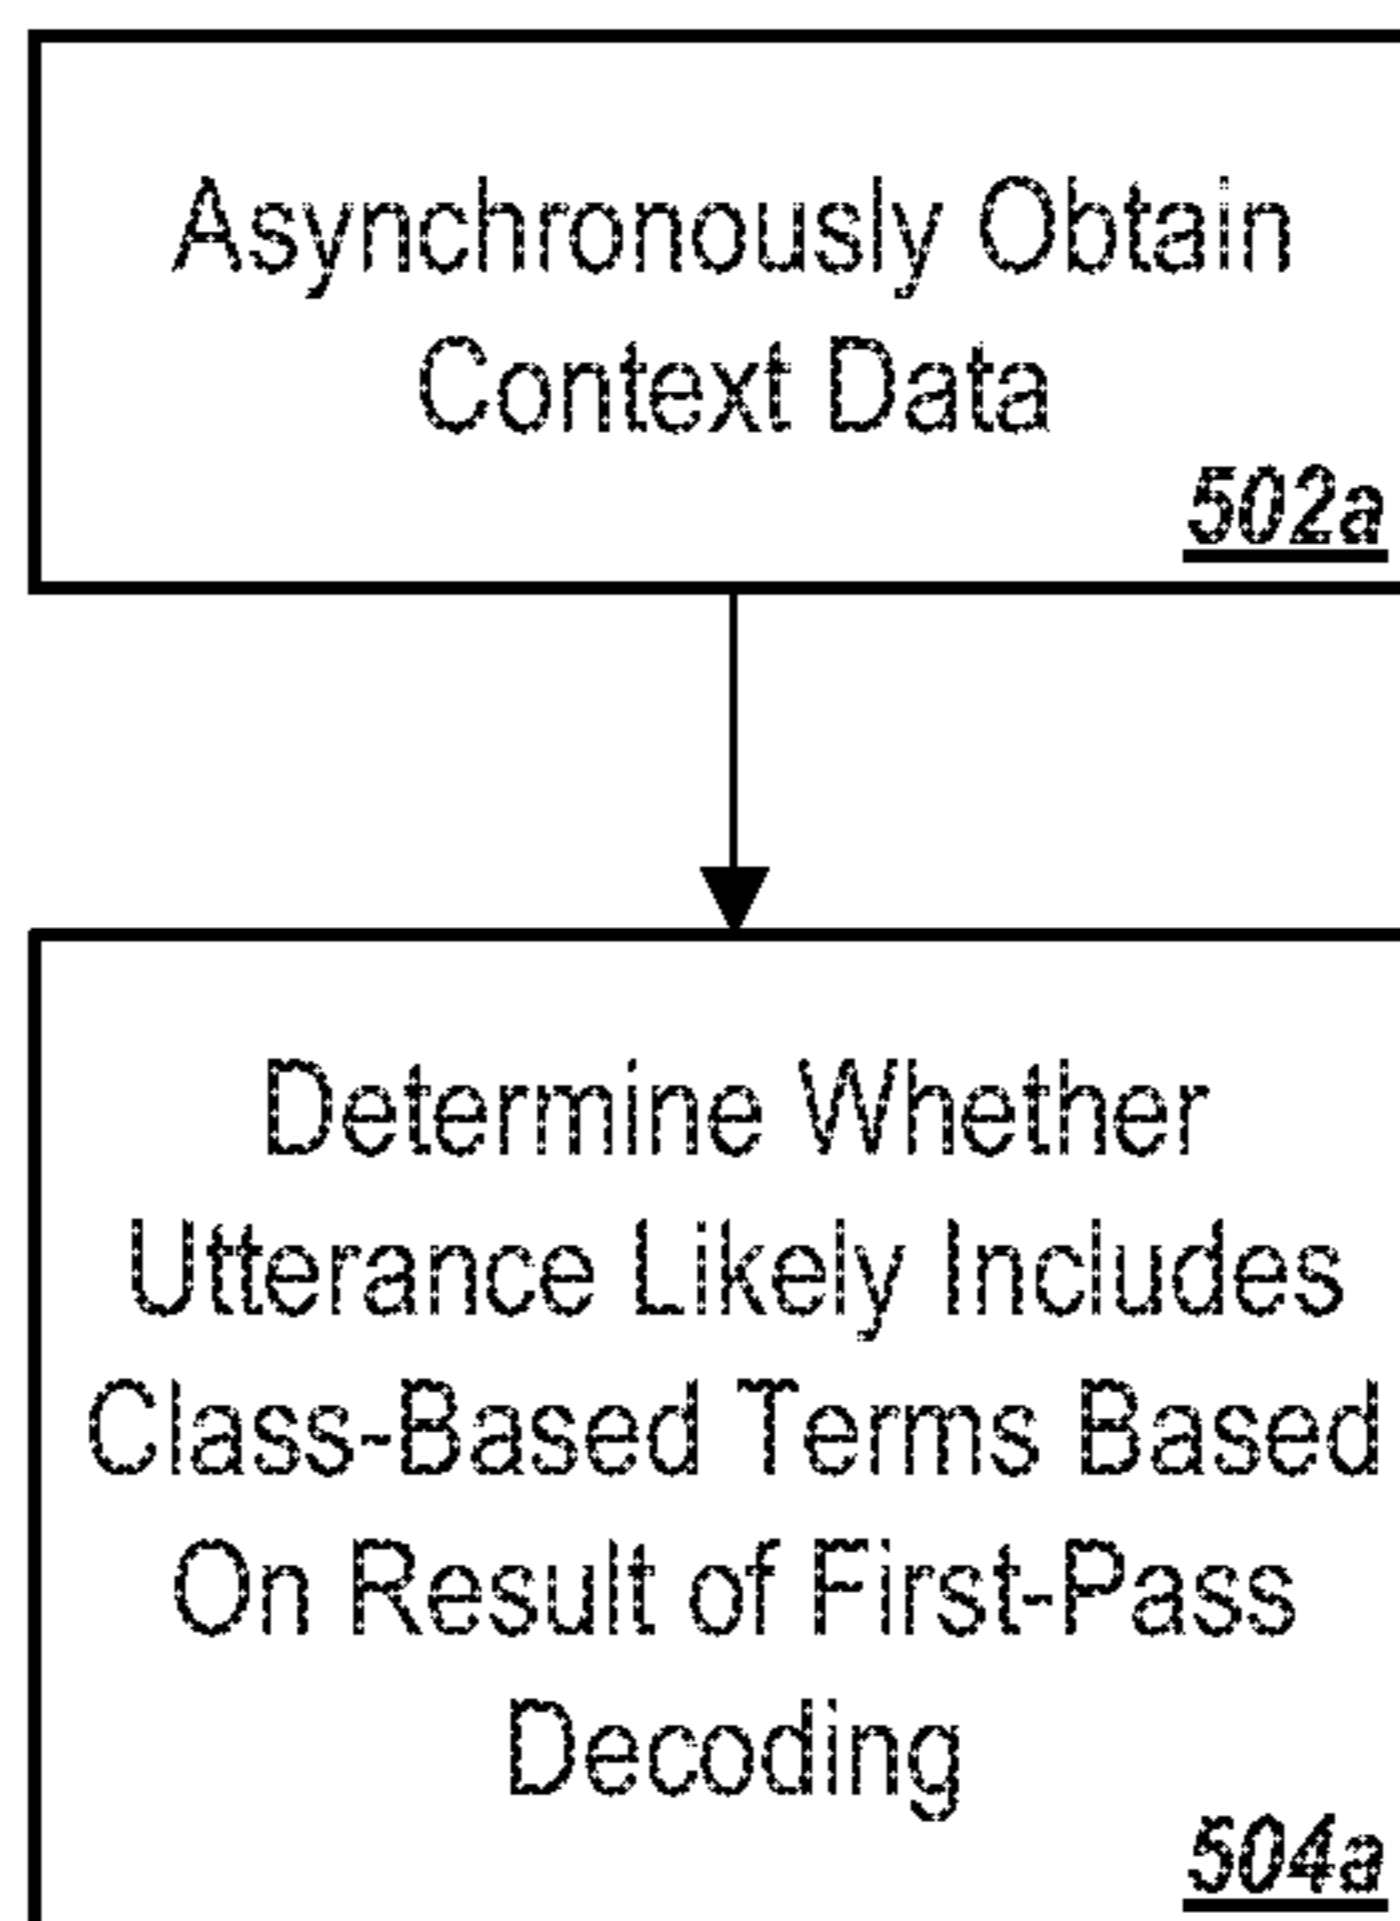 Asynchronously Obtain
Context Data
502a
Determine Whether
Utterance Likely Includes
Class-Based Terms Based
On Result of First-Pass
Decoding
504a